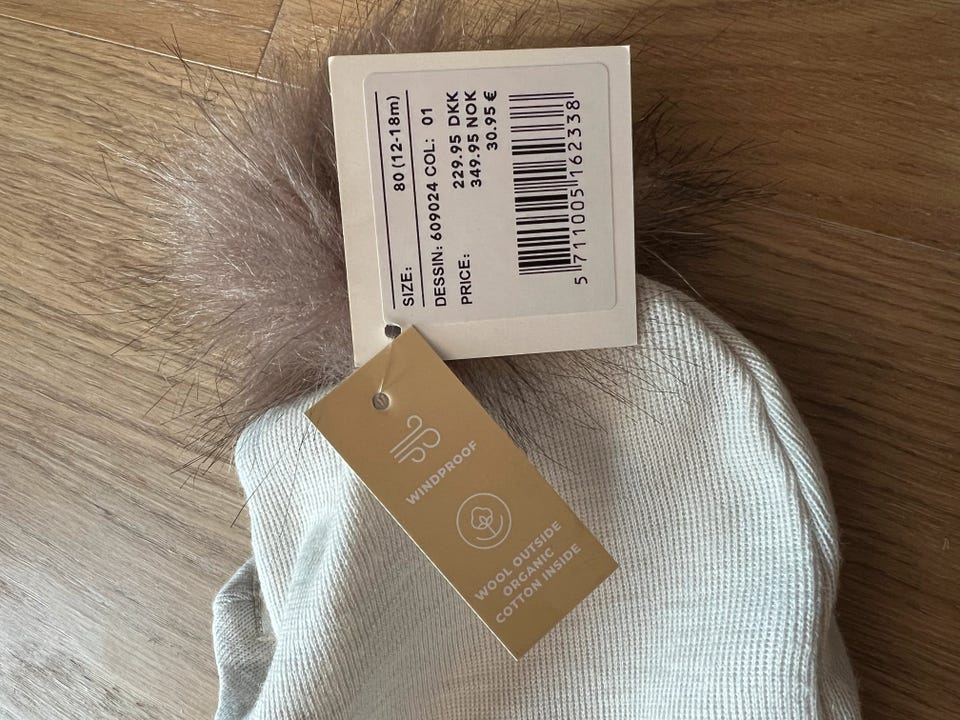 SIZE: 80 (12-18m)
DESSIN: 609024 COL: 01
PRICE: 229.95 DKK
349.95 NOK
30.95 €
5 711005 162338
WINDPROOF
WOOL OUTSIDE
ORGANIC
COTTON INSIDE